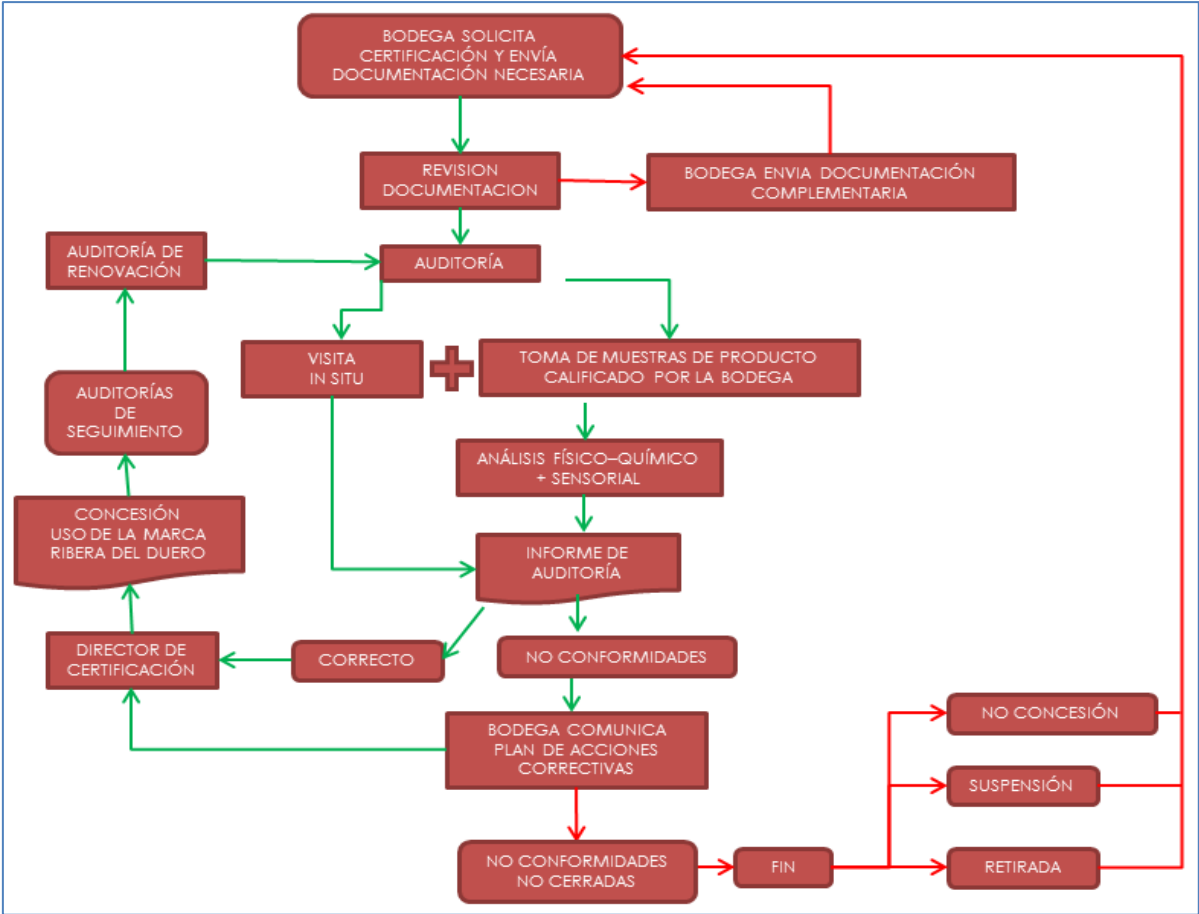 BODEGA SOLICITA
CERTIFICACIÓN Y ENVÍA
DOCUMENTACIÓN NECESARIA
REVISION
DOCUMENTACION
BODEGA ENVIA DOCUMENTACIÓN
COMPLEMENTARIA
AUDITORÍA DE
RENOVACIÓN
AUDITORÍA
VISITA
IN SITU
TOMA DE MUESTRAS DE PRODUCTO
CALIFICADO POR LA BODEGA
AUDITORÍAS
DE
SEGUIMIENTO
ANÁLISIS FÍSICO–QUÍMICO
+ SENSORIAL
CONCESIÓN
USO DE LA MARCA
RIBERA DEL DUERO
INFORME DE
AUDITORÍA
DIRECTOR DE
CERTIFICACIÓN
CORRECTO
NO CONFORMIDADES
BODEGA COMUNICA
PLAN DE ACCIONES
CORRECTIVAS
NO CONCESIÓN
SUSPENSIÓN
NO CONFORMIDADES
NO CERRADAS
FIN
RETIRADA